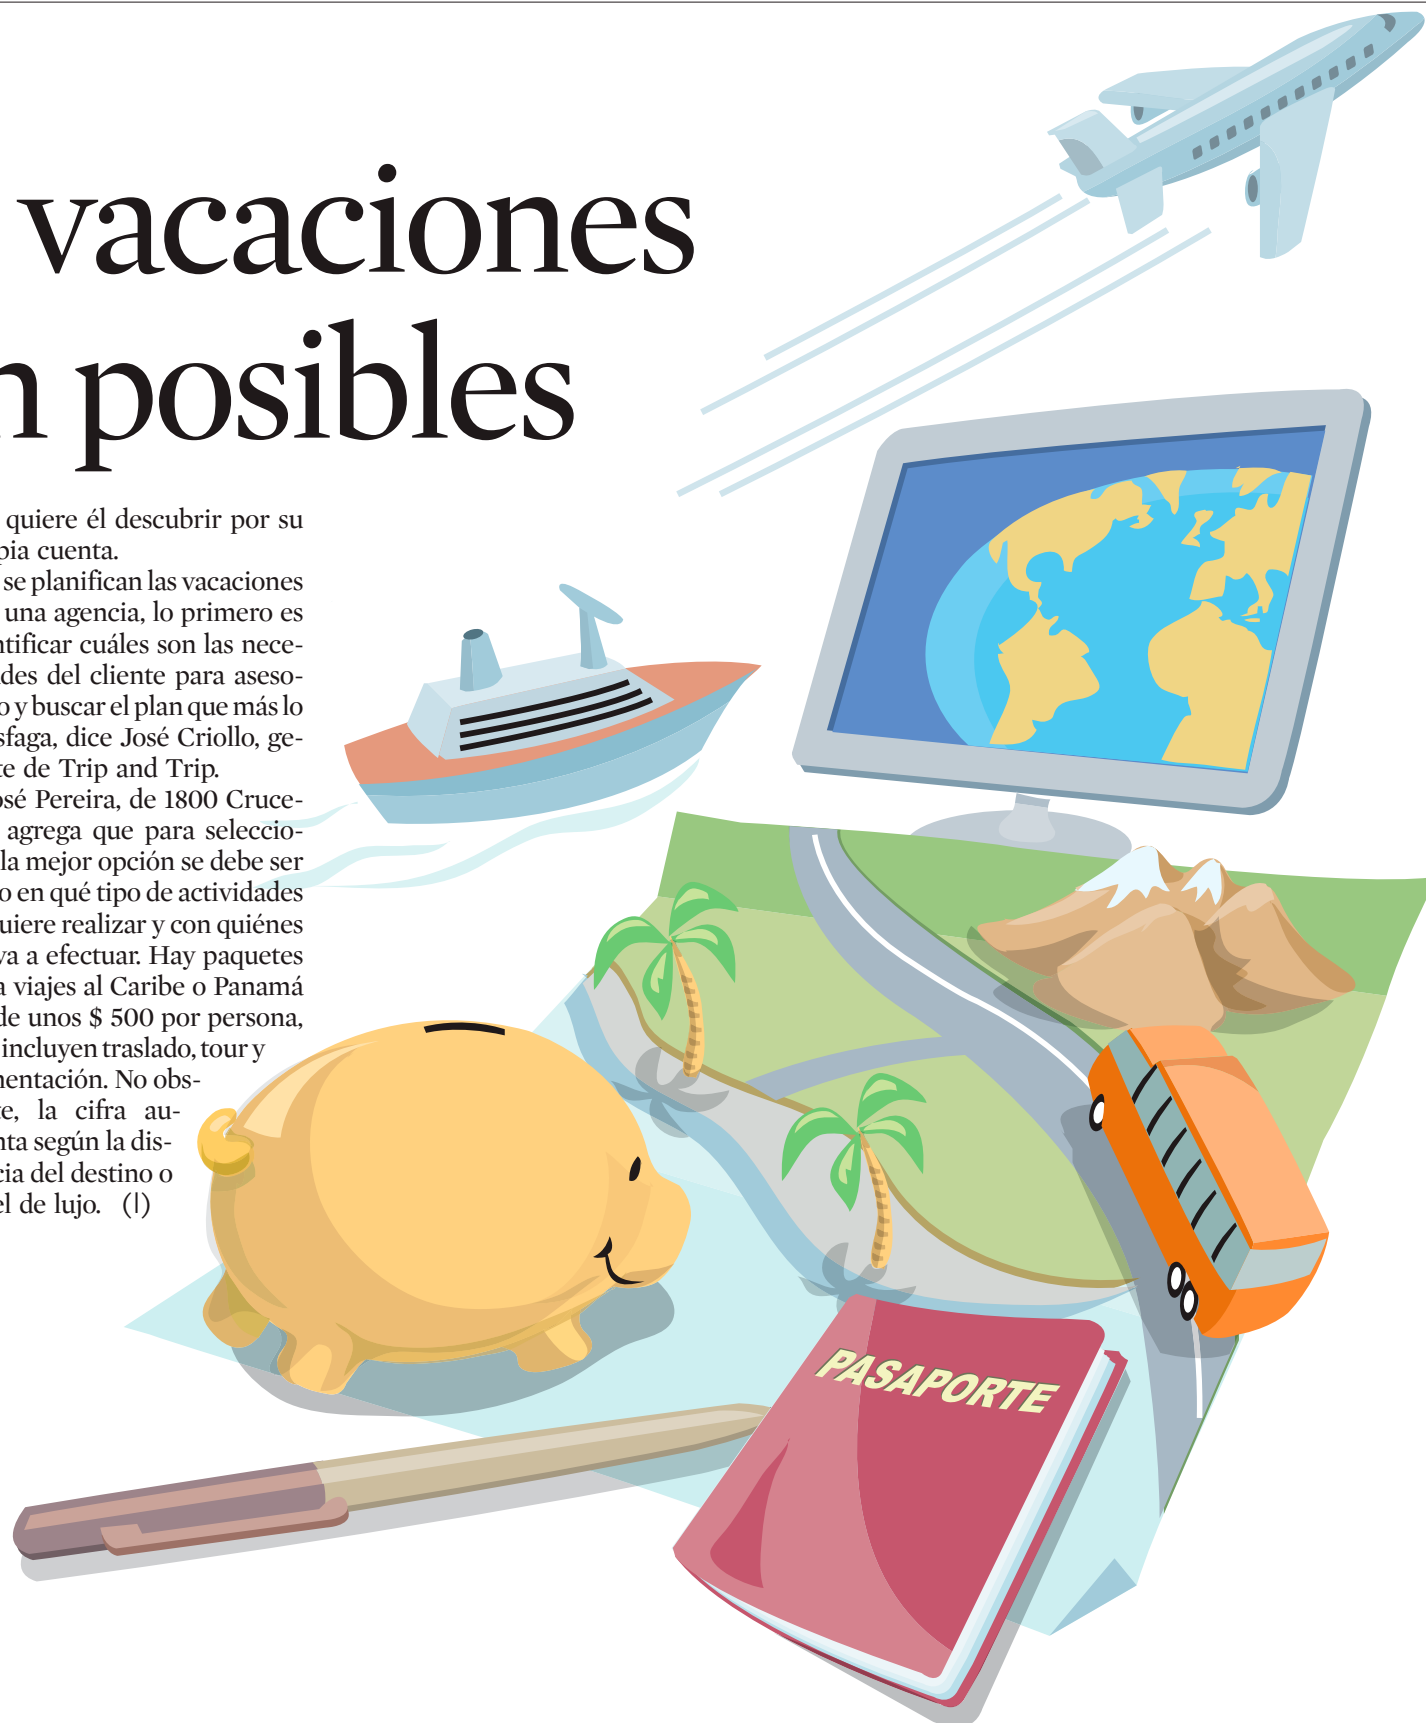 vacaciones
n posibles
quiere él descubrir por su
pia cuenta.
se planifican las vacaciones
una agencia, lo primero es
ntificar cuáles son las nece-
des del cliente para aseso-
o y buscar el plan que más lo
sfaga, dice José Criollo, ge-
te de Trip and Trip.
osé Pereira, de 1800 Cruce-
agrega que para seleccio-
la mejor opción se debe ser
o en qué tipo de actividades
uiere realizar y con quiénes
va a efectuar. Hay paquetes
a viajes al Caribe o Panamá
de unos $ 500 por persona,
incluyen traslado, tour y
mentación. No obs-
te, la cifra au-
nta según la dis-
cia del destino o
el de lujo. (I)
PASAPORTE